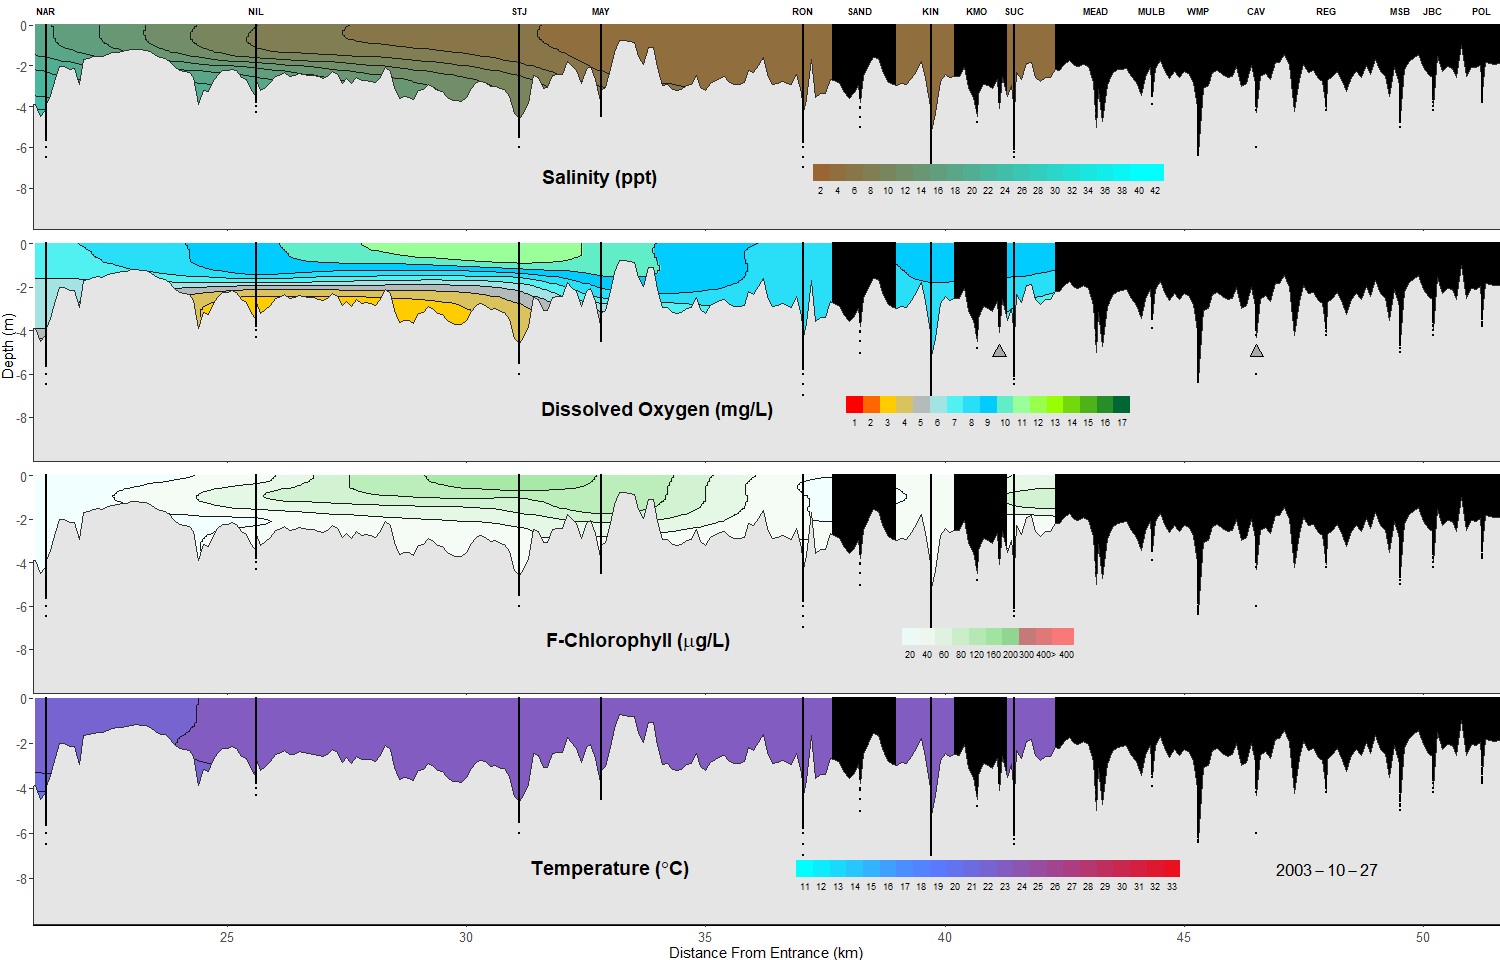 NAR NIL STJ MAY RON SAND KIN KMO SUC MEAD MULB WMP CAV REG MSB JBC POL
0
-2
-4
-6
-8
Salinity (ppt)
2 4 6 8 10 12 14 16 18 20 22 24 26 28 30 32 34 36 38 40 42
0
-2
-4
-6
-8
Depth (m)
Dissolved Oxygen (mg/L)
1 2 3 4 5 6 7 8 9 10 11 12 13 14 15 16 17
0
-2
-4
-6
-8
F-Chlorophyll (μg/L)
20 40 60 80 120 160 200 300 400> 400
0
-2
-4
-6
-8
Temperature (°C)
11 12 13 14 15 16 17 18 19 20 21 22 23 24 25 26 27 28 29 30 31 32 33
2003 – 10 – 27
25 30 35 40 45 50
Distance From Entrance (km)